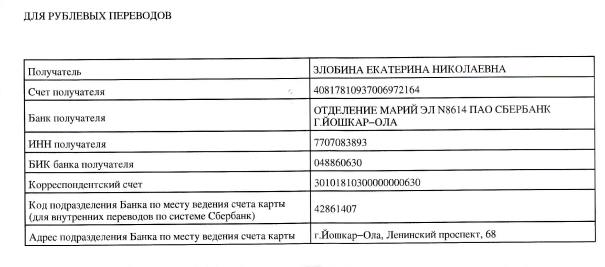 ДЛЯ РУБЛЕВЫХ ПЕРЕВОДОВ
Получатель ЗЛОБИНА ЕКАТЕРИНА НИКОЛАЕВНА
Счет получателя 40817810937006972164
Банк получателя ОТДЕЛЕНИЕ МАРИЙ ЭЛ N8614 ПАО СБЕРБАНК
Г.ЙОШКАР-ОЛА
ИНН получателя 7707083893
БИК банка получателя 048860630
Корреспондентский счет 30101810300000000630
Код подразделения Банка по месту ведения счета карты
(для внутренних переводов по системе Сбербанк) 42861407
Адрес подразделения Банка по месту ведения счета карты г.Йошкар-Ола, Ленинский проспект, 68